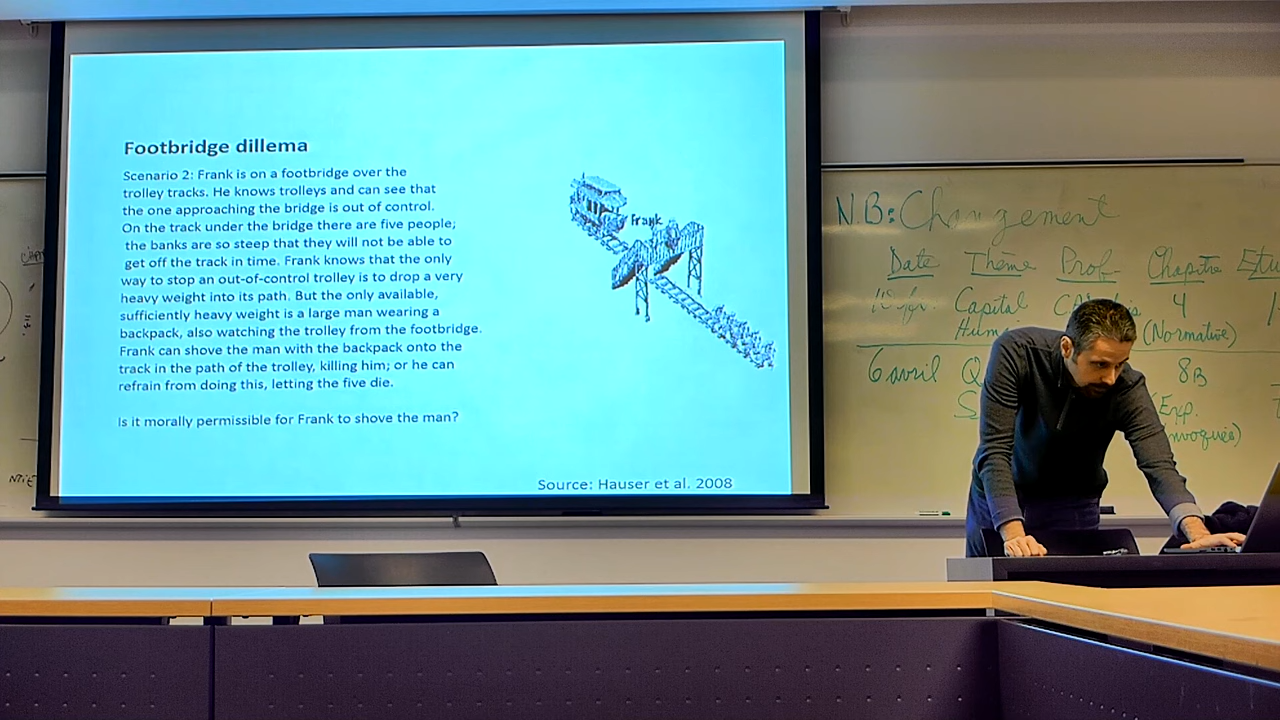 Footbridge dillema
Scenario 2: Frank is on a footbridge over the
trolley tracks. He knows trolleys and can see that
the one approaching the bridge is out of control.
On the track under the bridge there are five people;
the banks are so steep that they will not be able to
get off the track in time. Frank knows that the only
way to stop an out-of-control trolley is to drop a very
heavy weight into its path. But the only available,
sufficiently heavy weight is a large man wearing a
backpack, also watching the trolley from the footbridge.
Frank can shove the man with the backpack onto the
track in the path of the trolley, killing him; or he can
refrain from doing this, letting the five die.
Is it morally permissible for Frank to shove the man?
Frank
Source: Hauser et al. 2008
N.B: Changement
Date Thème Prof Chapitre
Capital 4
(Normative)
6 avril 8B